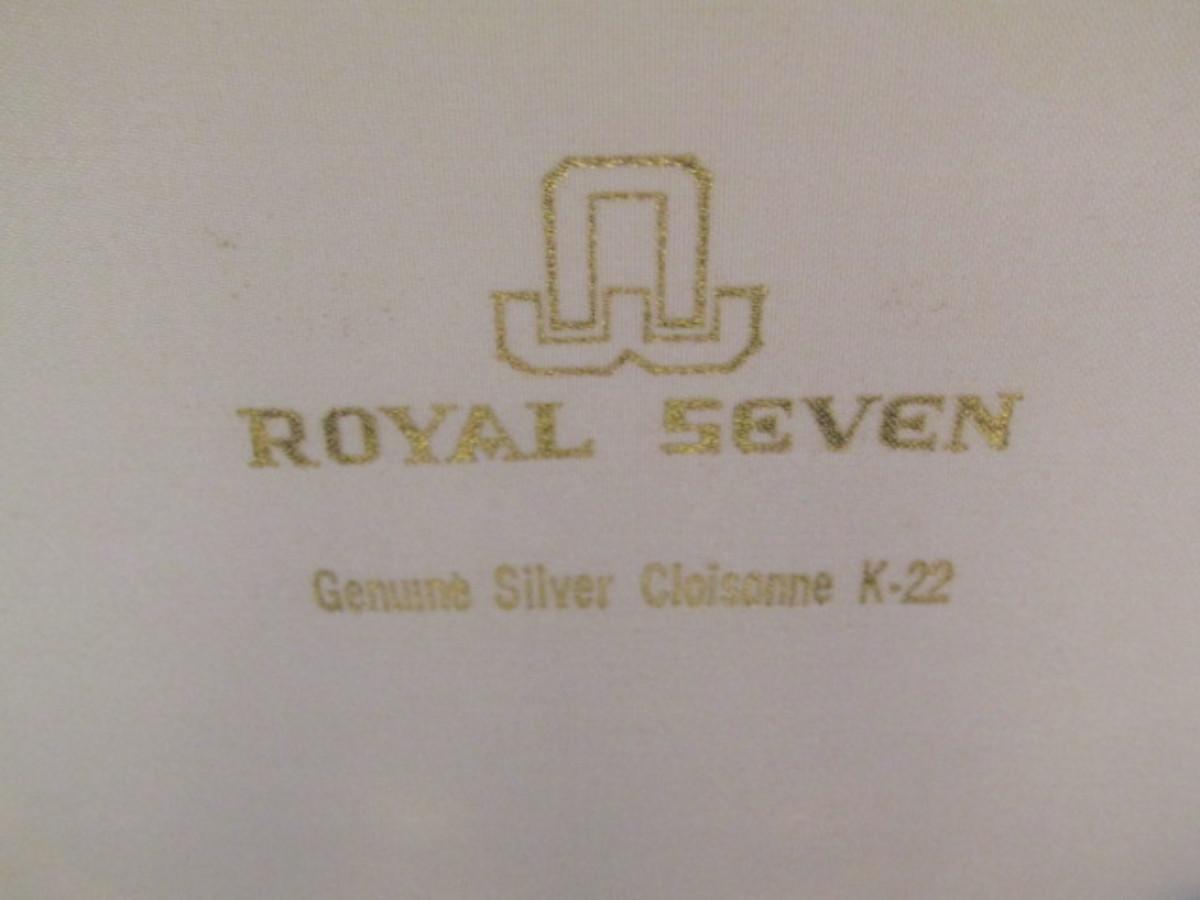 ROYAL SEVEN
Genuine Silver Cloisonne K-22